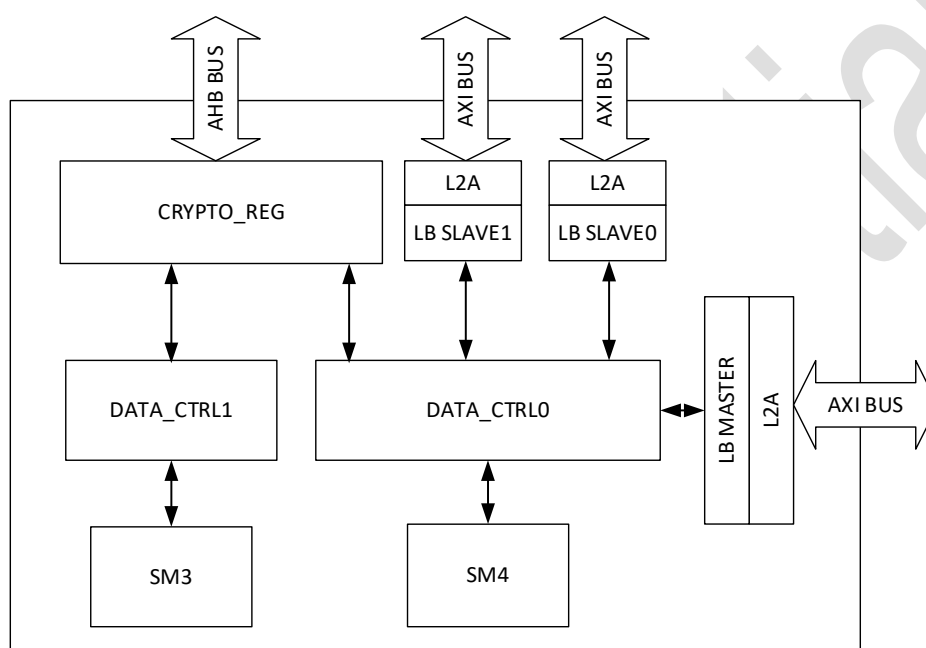 AHB BUS
AXI BUS
AXI BUS
CRYPTO_REG
L2A
LB SLAVE1
L2A
LB SLAVE0
DATA_CTRL1
DATA_CTRL0
LB MASTER
L2A
AXI BUS
SM3
SM4